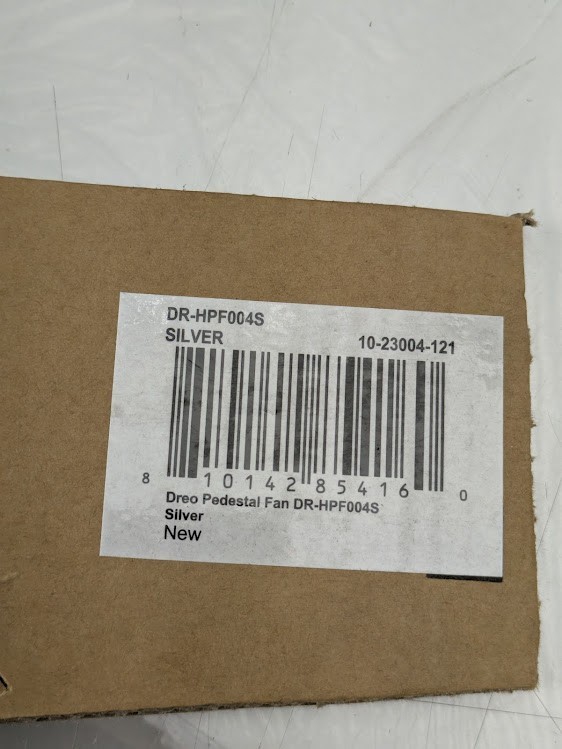 DR-HPF004S
SILVER 10-23004-121
8 10142 85416 0
Dreo Pedestal Fan DR-HPF004S
Silver
New